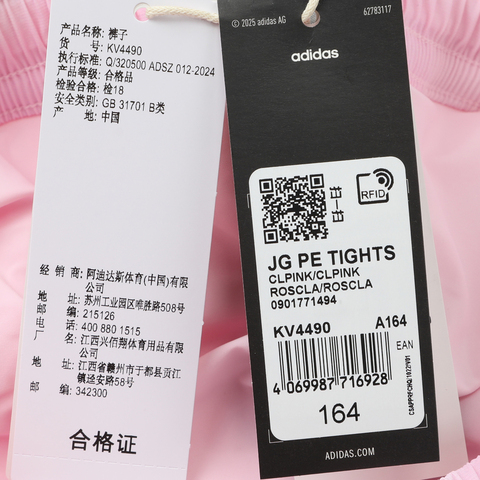 产品名称: 裤子
货 号: KV4490
执行标准: Q/320500 ADSZ 012-2024
产品等级: 合格品
检验合格: 检18
安全类别: GB 31701 B类
产 地: 中国
经 销 商: 阿迪达斯体育(中国)有限
公司
地 址: 苏州工业园区唯胜路508号
邮 编: 215126
电 话: 400 880 1515
厂 名: 江西兴佰翔体育用品有限
公司
地 址: 江西省赣州市于都县贡江
镇迳安路58号
邮 编: 342300
合格证
© 2025 adidas AG
62783117
adidas
RFID
JG PE TIGHTS
CLPINK/CLPINK
ROSCLA/ROSCLA
0901771494
KV4490 A164
EAN
4 069987 716928
164
ADIDAS.COM